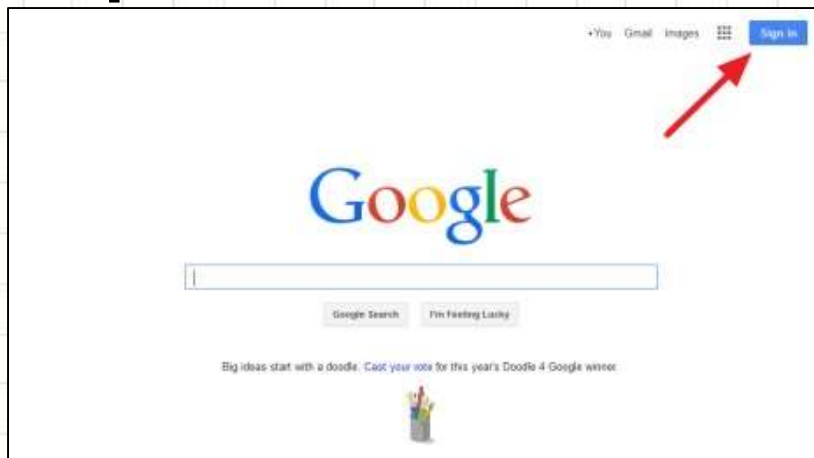 +You Gmail Images Sign in
Google
Google Search I'm Feeling Lucky
Big ideas start with a doodle. Cast your vote for this year's Doodle 4 Google winner.